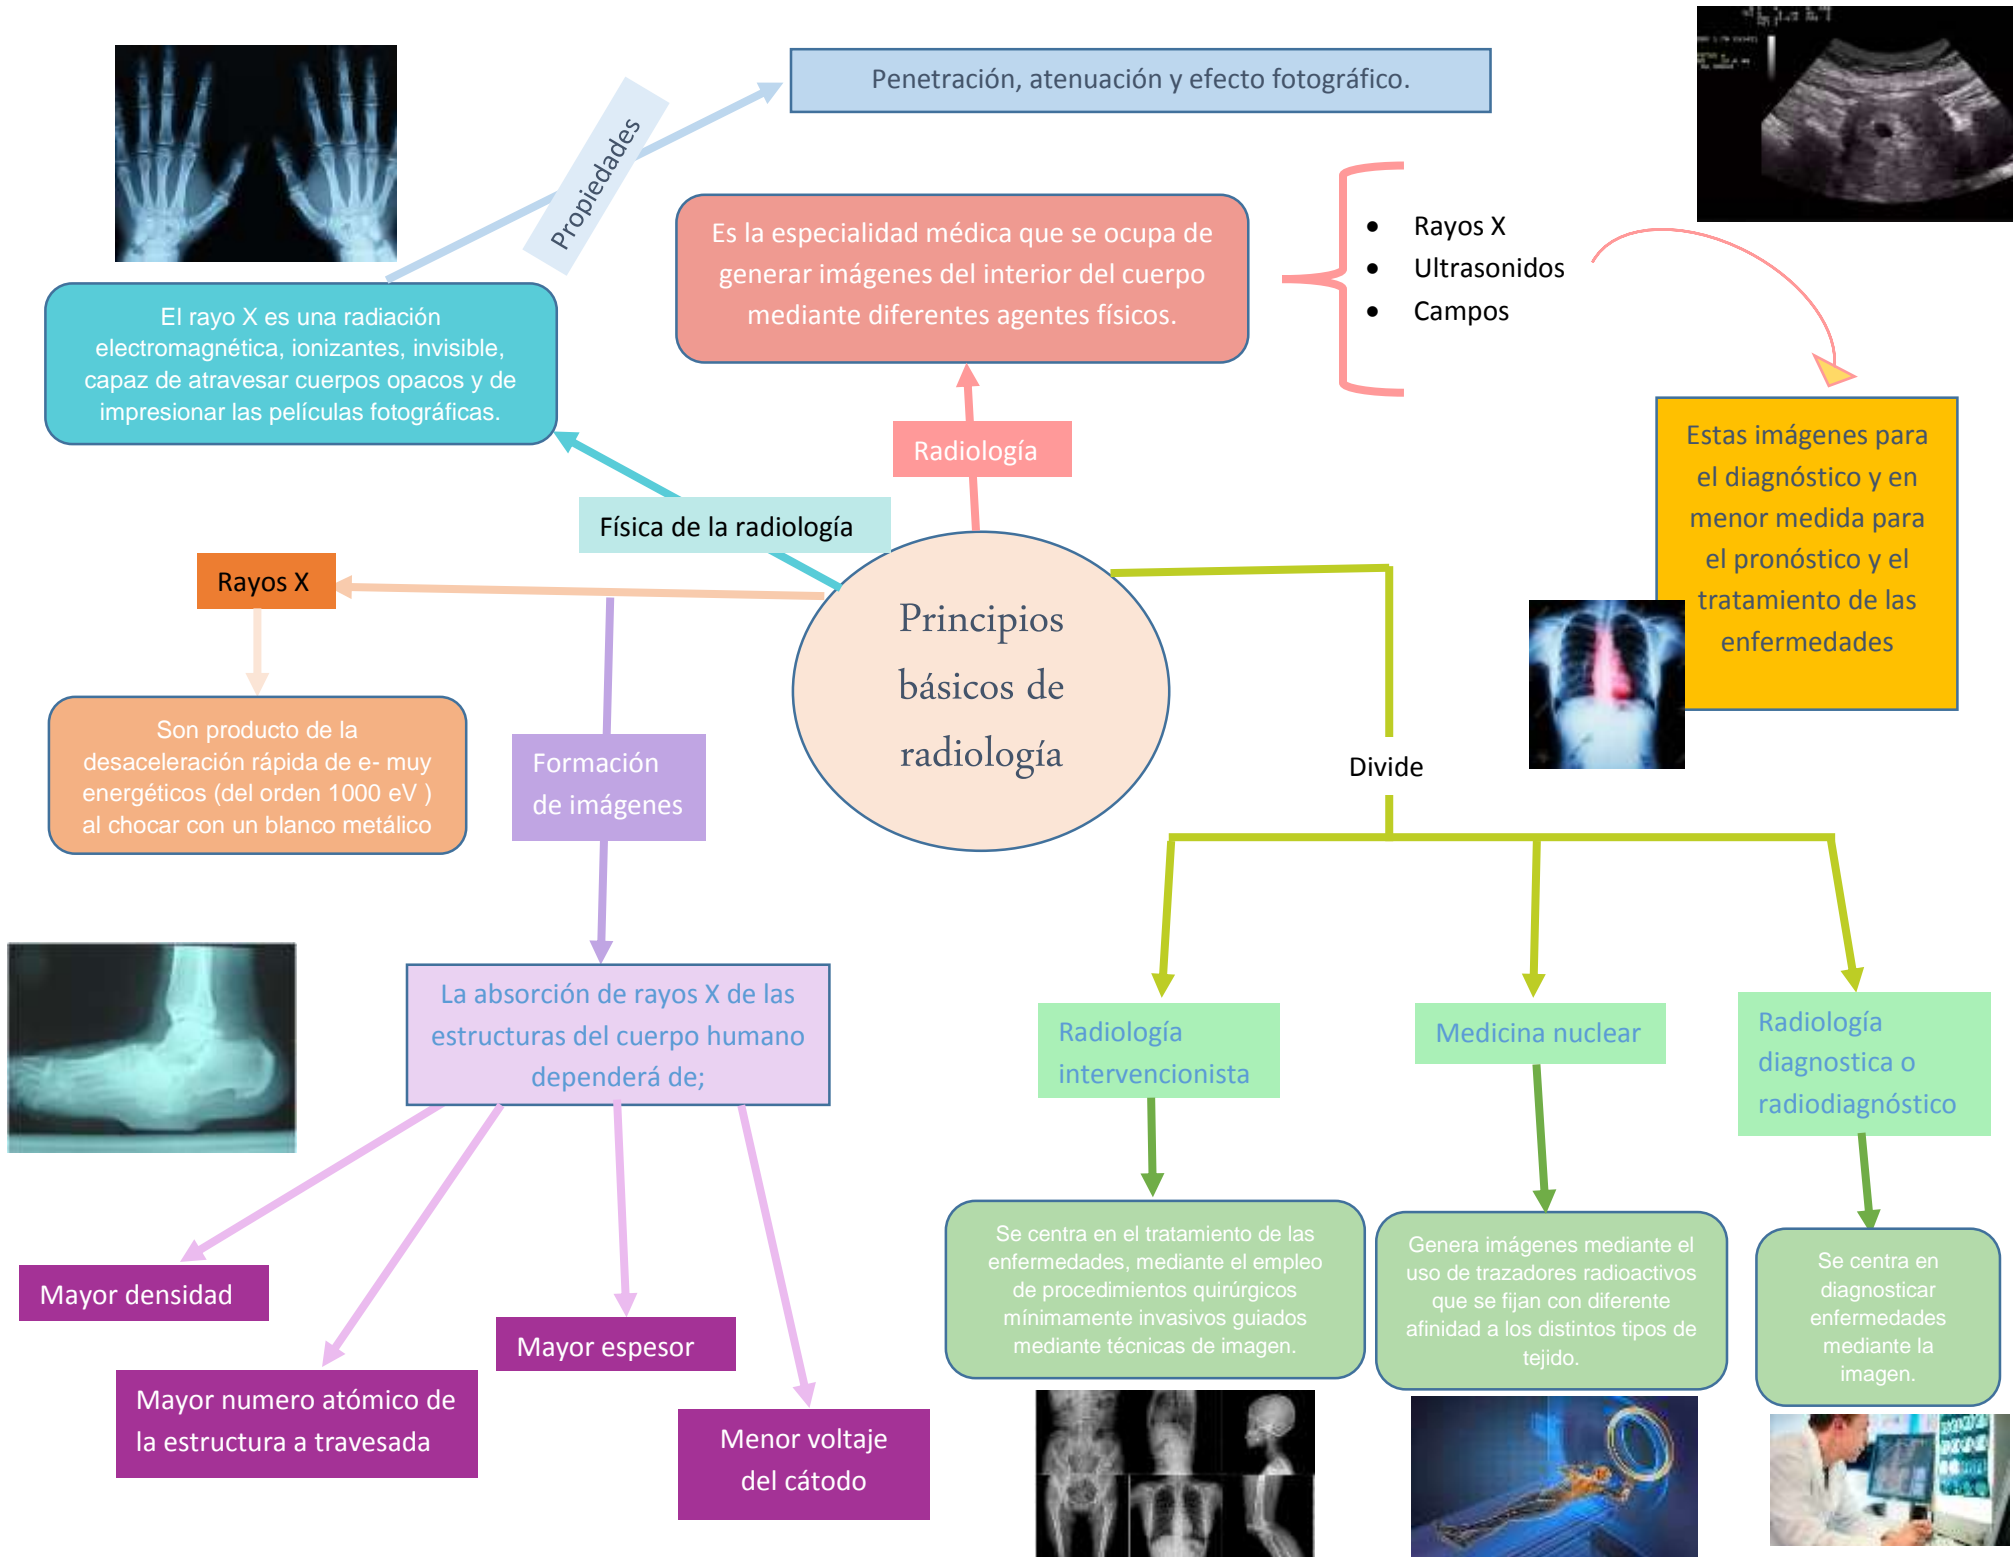 Penetración, atenuación y efecto fotográfico.
Propiedades
Es la especialidad médica que se ocupa de
generar imágenes del interior del cuerpo
mediante diferentes agentes físicos.
• Rayos X
• Ultrasonidos
• Campos
El rayo X es una radiación
electromagnética, ionizantes, invisible,
capaz de atravesar cuerpos opacos y de
impresionar las películas fotográficas.
Radiología
Estas imágenes para
el diagnóstico y en
menor medida para
el pronóstico y el
tratamiento de las
enfermedades
Física de la radiología
Rayos X
Principios
básicos de
radiología
Son producto de la
desaceleración rápida de e- muy
energéticos (del orden 1000 eV )
al chocar con un blanco metálico
Formación
de imágenes
Divide
La absorción de rayos X de las
estructuras del cuerpo humano
dependerá de;
Radiología
intervencionista
Medicina nuclear
Radiología
diagnostica o
radiodiagnóstico
Se centra en el tratamiento de las
enfermedades, mediante el empleo
de procedimientos quirúrgicos
mínimamente invasivos guiados
mediante técnicas de imagen.
Genera imágenes mediante el
uso de trazadores radioactivos
que se fijan con diferente
afinidad a los distintos tipos de
tejido.
Se centra en
diagnosticar
enfermedades
mediante la
imagen.
Mayor densidad
Mayor espesor
Mayor numero atómico de
la estructura a travesada
Menor voltaje
del cátodo